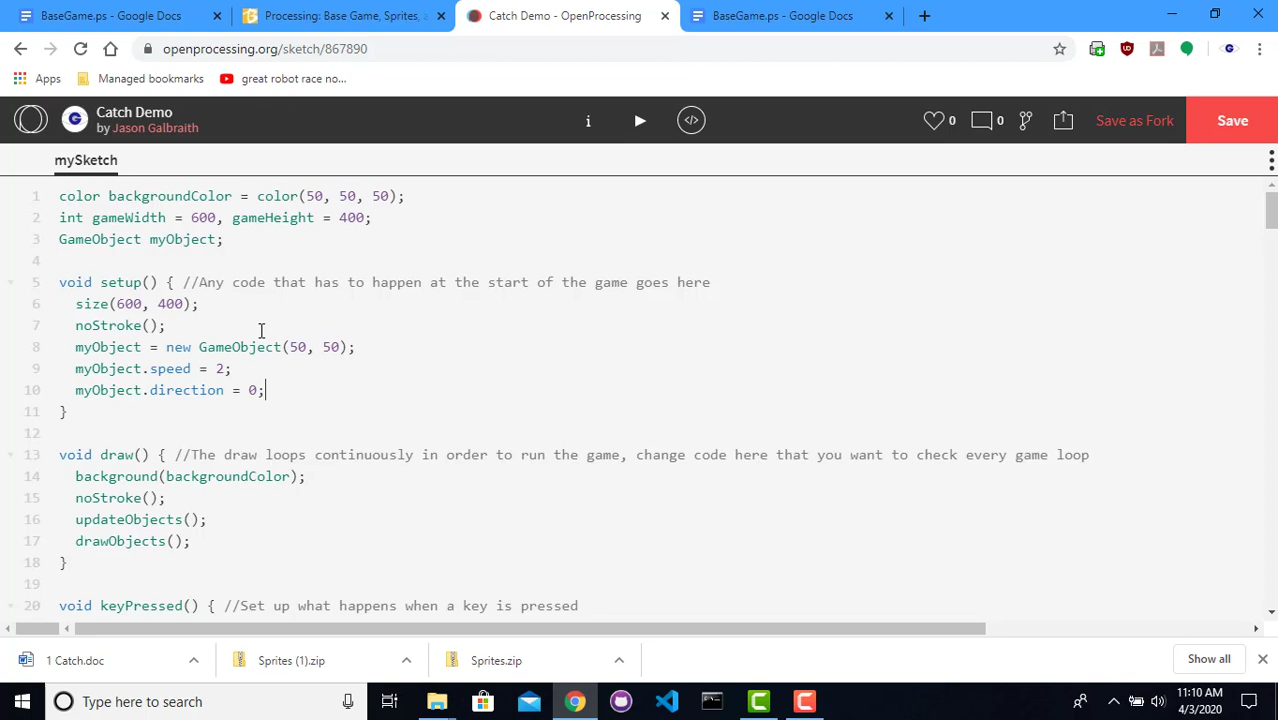 BaseGame.ps - Google Docs
Processing: Base Game, Sprites, a
Catch Demo - OpenProcessing
BaseGame.ps - Google Docs
openprocessing.org/sketch/867890
Apps
Managed bookmarks
great robot race no...
Catch Demo
by Jason Galbraith
i
</>
0
0
Save as Fork
Save
mySketch
1 color backgroundColor = color(50, 50, 50);
2 int gameWidth = 600, gameHeight = 400;
3 GameObject myObject;
4
5 void setup() { //Any code that has to happen at the start of the game goes here
6 size(600, 400);
7 noStroke();
8 myObject = new GameObject(50, 50);
9 myObject.speed = 2;
10 myObject.direction = 0;
11 }
12
13 void draw() { //The draw loops continuously in order to run the game, change code here that you want to check every game loop
14 background(backgroundColor);
15 noStroke();
16 updateObjects();
17 drawObjects();
18 }
19
20 void keyPressed() { //Set up what happens when a key is pressed
1 Catch.doc
Sprites (1).zip
Sprites.zip
Show all
Type here to search
11:10 AM
4/3/2020